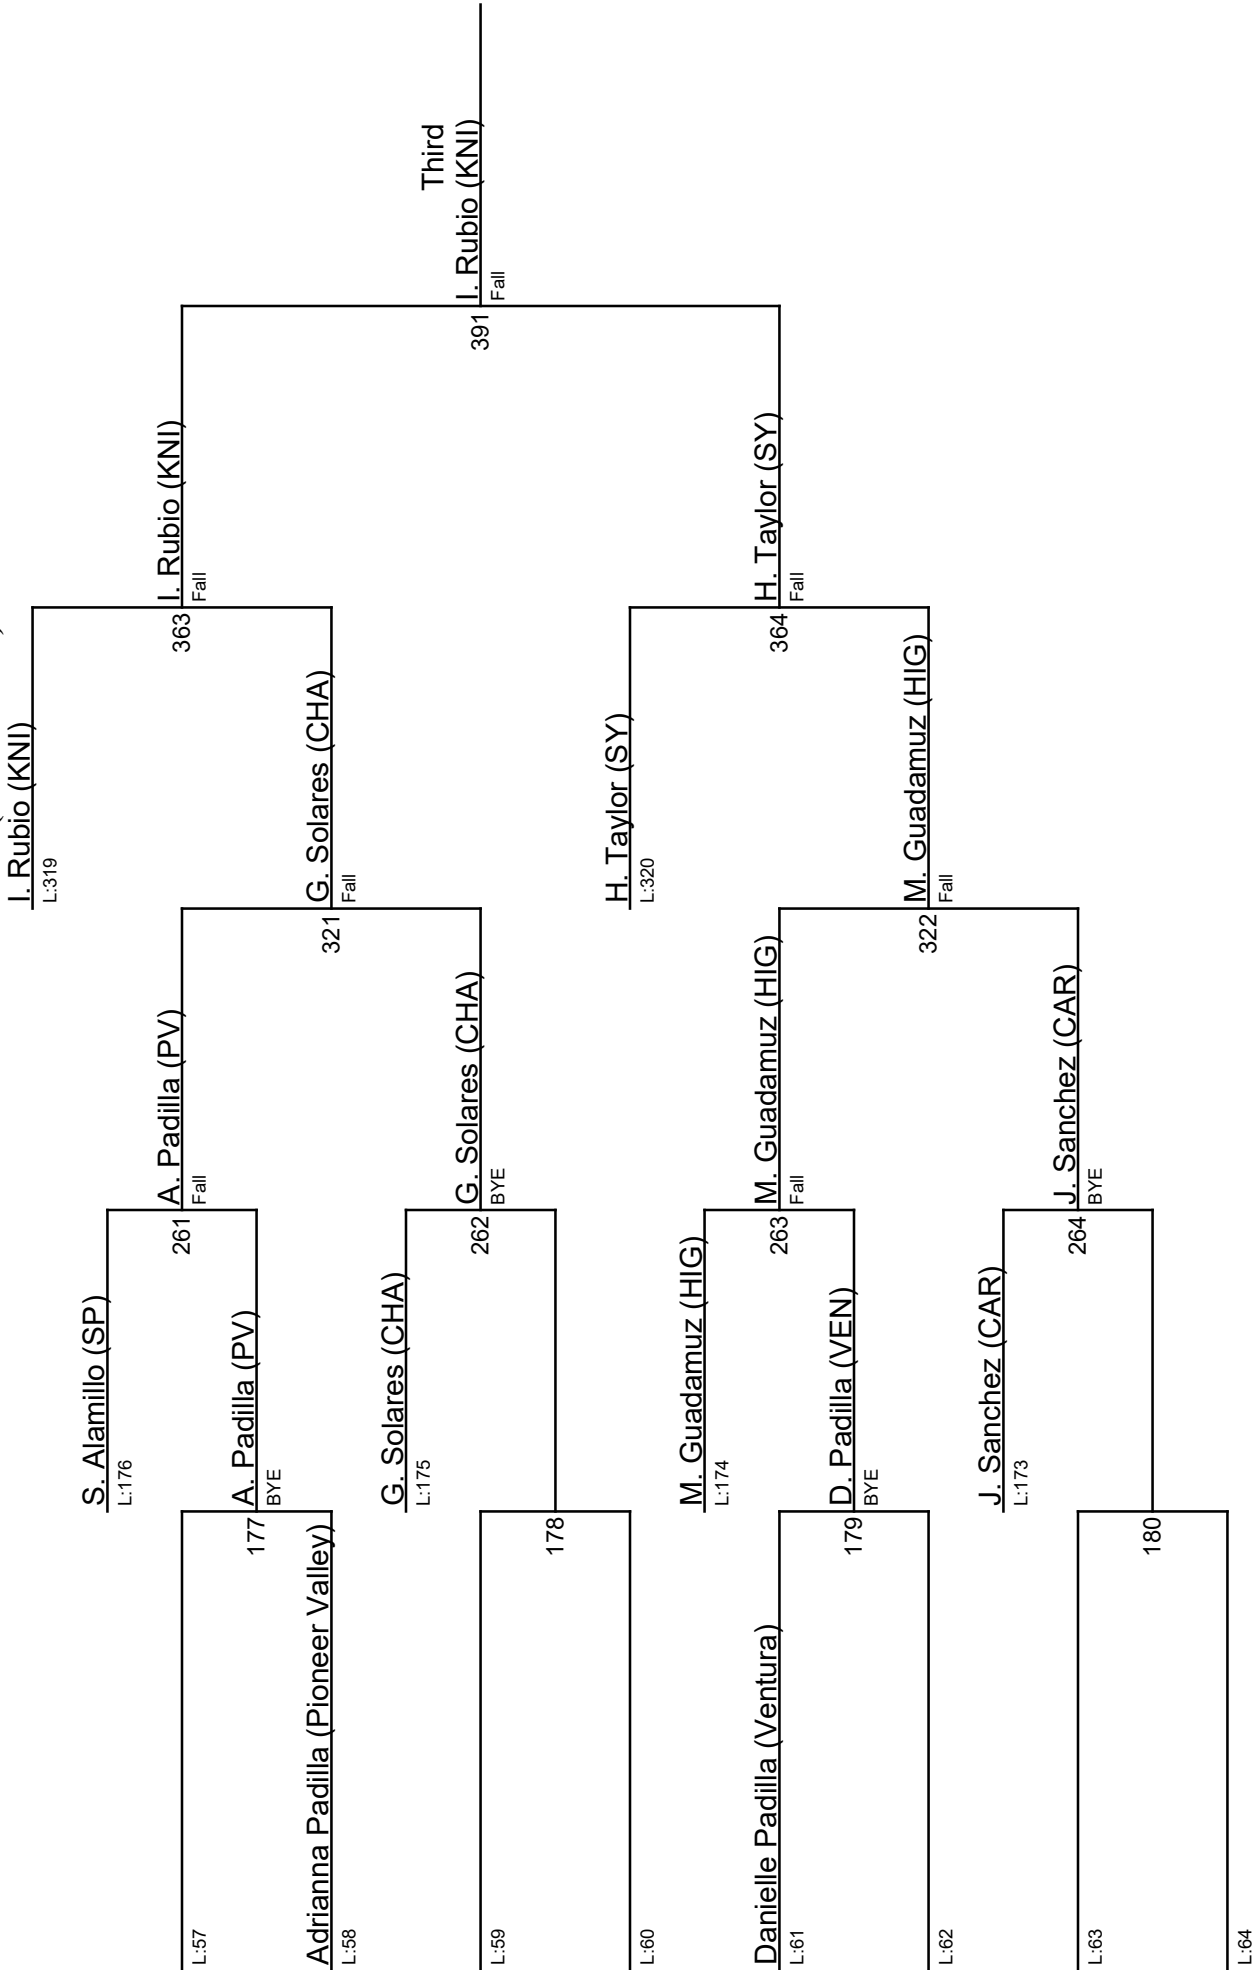 L:57
Adrianna Padilla (Pioneer Valley)
L:58
L:59
L:60
Danielle Padilla (Ventura)
L:61
L:62
L:63
L:64
S. Alamillo (SP)
L:176
177
A. Padilla (PV)
BYE
G. Solares (CHA)
L:175
178
M. Guadamuz (HIG)
L:174
179
D. Padilla (VEN)
BYE
J. Sanchez (CAR)
L:173
180
261
A. Padilla (PV)
Fall
262
G. Solares (CHA)
BYE
263
M. Guadamuz (HIG)
Fall
264
J. Sanchez (CAR)
BYE
I. Rubio (KNI)
L:319
321
G. Solares (CHA)
Fall
H. Taylor (SY)
L:320
322
M. Guadamuz (HIG)
Fall
363
I. Rubio (KNI)
Fall
364
H. Taylor (SY)
Fall
391
Third
I. Rubio (KNI)
Fall